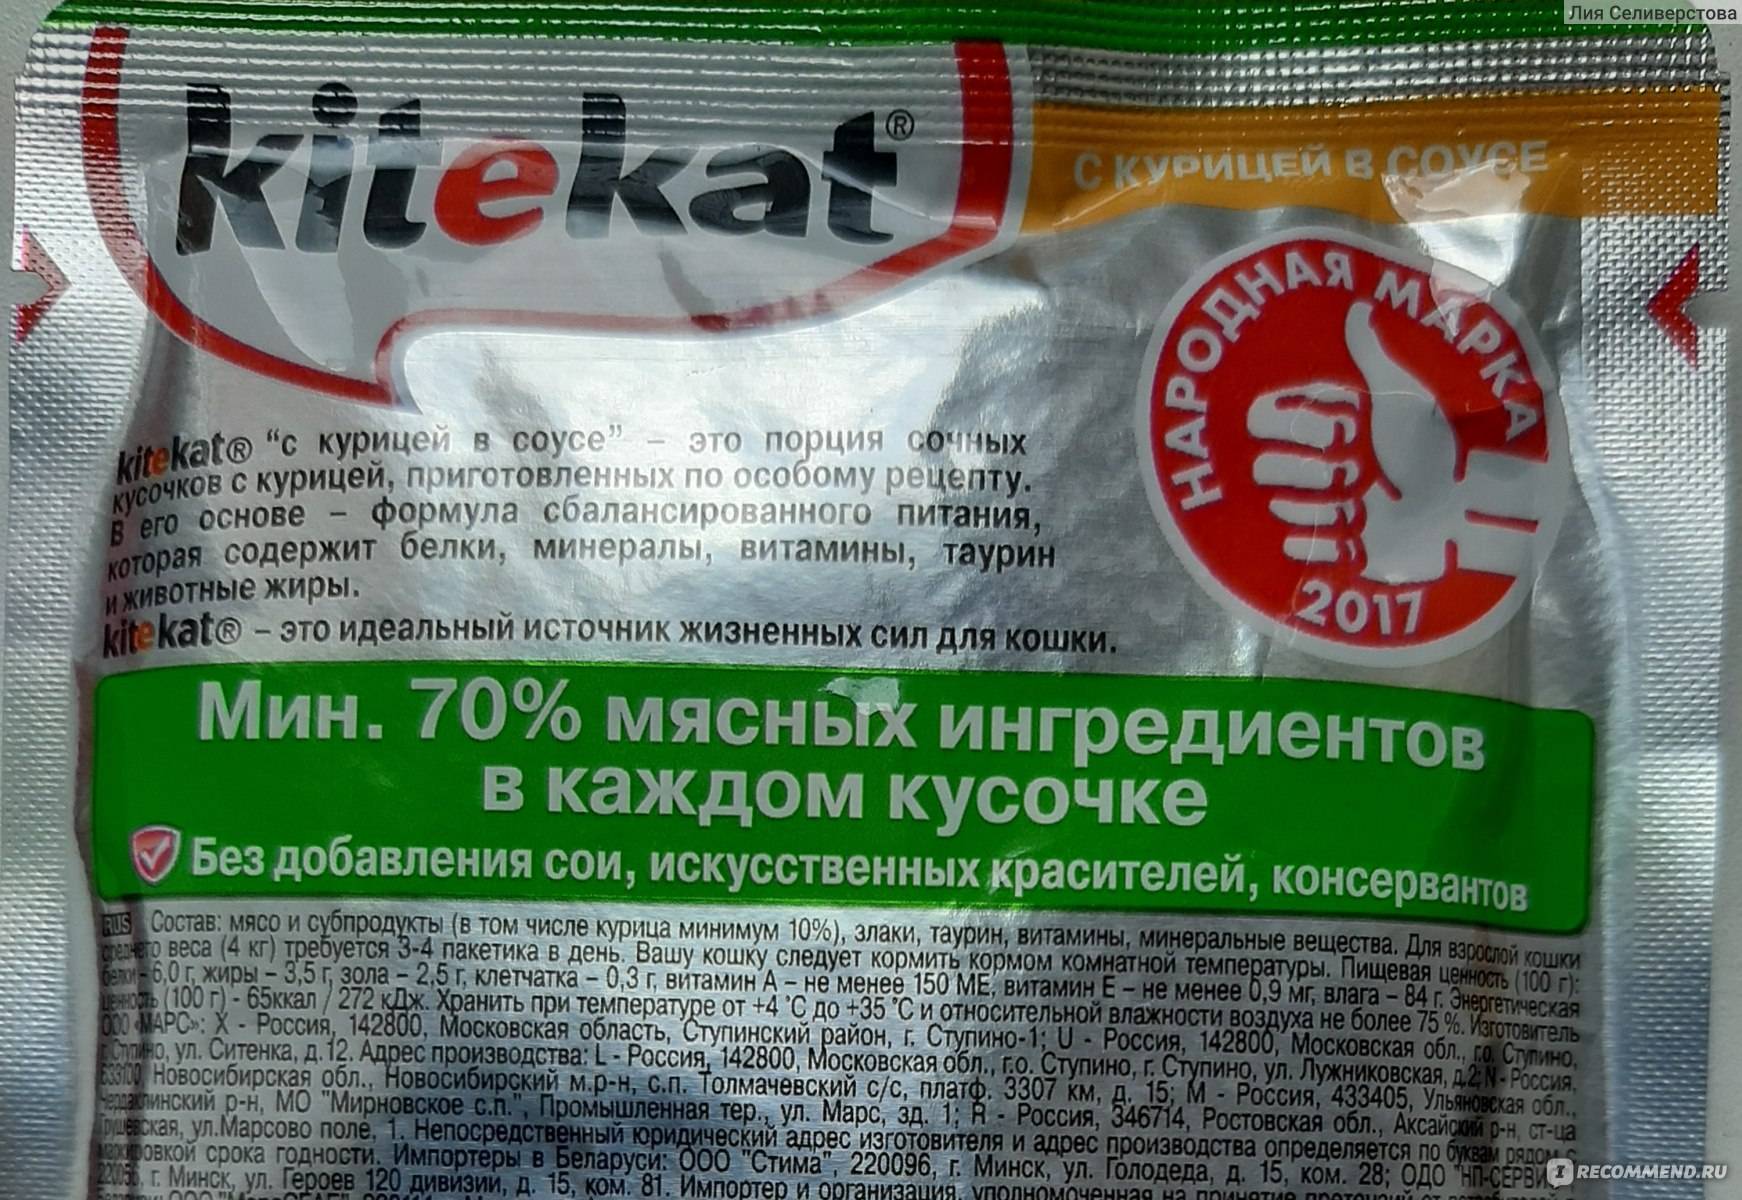 Лия Селиверстова
kitekat®
С КУРИЦЕЙ В СОУСЕ
НАРОДНАЯ МАРКА
2017
kitekat® “с курицей в соусе” – это порция сочных
кусочков с курицей, приготовленных по особому рецепту.
В его основе – формула сбалансированного питания,
которая содержит белки, минералы, витамины, таурин
и животные жиры.
kitekat® – это идеальный источник жизненных сил для кошки.
Мин. 70% мясных ингредиентов
в каждом кусочке
Без добавления сои, искусственных красителей, консервантов
RUS Состав: мясо и субпродукты (в том числе курица минимум 10%), злаки, таурин, витамины, минеральные вещества. Для взрослой кошки
среднего веса (4 кг) требуется 3-4 пакетика в день. Вашу кошку следует кормить кормом комнатной температуры. Пищевая ценность (100 г):
белки – 6,0 г, жиры – 3,5 г, зола – 2,5 г, клетчатка – 0,3 г, витамин А – не менее 150 МЕ, витамин Е – не менее 0,9 мг, влага – 84 г. Энергетическая
ценность (100 г) - 65ккал / 272 кДж. Хранить при температуре от +4 °С до +35 °С и относительной влажности воздуха не более 75 %. Изготовитель
ООО «МАРС»: X - Россия, 142800, Московская область, Ступинский район, г. Ступино-1; U - Россия, 142800, Московская обл., г.о. Ступино,
г. Ступино, ул. Ситенка, д.12. Адрес производства: L - Россия, 142800, Московская обл., г.о. Ступино, г. Ступино, ул. Лужниковская, д.2; N - Россия,
633100, Новосибирская обл., Новосибирский м.р-н, с.п. Толмачевский с/с, платф. 3307 км, д. 15; M - Россия, 433405, Ульяновская обл.,
Чердаклинский р-н, МО "Мирновское с.п.", Промышленная тер., ул. Марс, зд. 1; R - Россия, 346714, Ростовская обл., Аксайский р-н, ст-ца
Грушевская, ул.Марсово поле, 1. Непосредственный юридический адрес изготовителя и адрес производства определяется по буквам рядом с
маркировкой срока годности. Импортеры в Беларуси: ООО "Стима", 220096, г. Минск, ул. Голодеда, д. 15, ком. 28; ОДО "НП-СЕРВИ
г. Минск, ул. Героев 120 дивизии, д. 15, ком. 81. Импортер и организация, уполномоченная на принятие претензий от
RECOMMEND.RU